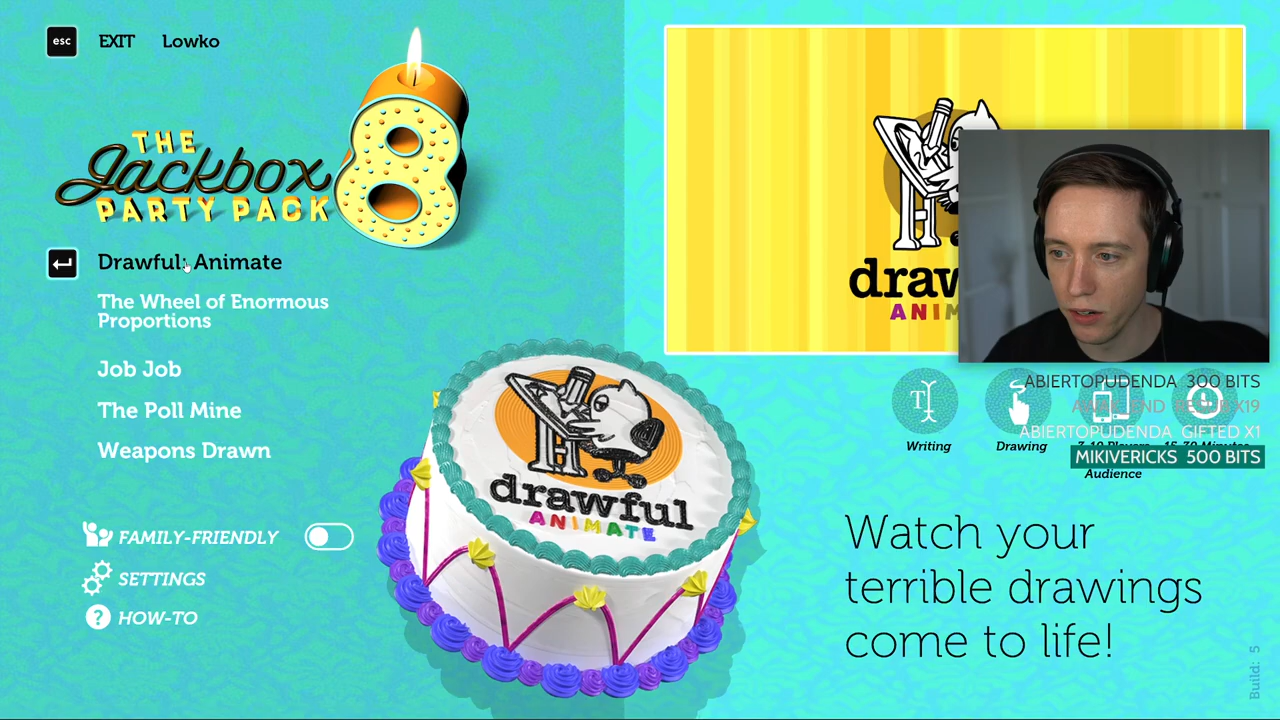 esc EXIT Lowko
THE
Jackbox
PARTY PACK
8
Drawful: Animate
The Wheel of Enormous
Proportions
Job Job
The Poll Mine
Weapons Drawn
FAMILY-FRIENDLY
SETTINGS
? HOW-TO
drawful
ANIMATE
draw
ANIM
ABIERTOPUDENDA 300 BITS
ABIERTOPUDENDA GIFTED X1
MIKIVERICKS 500 BITS
Writing
Drawing
Audience
Watch your
terrible drawings
come to life!
Build: 5